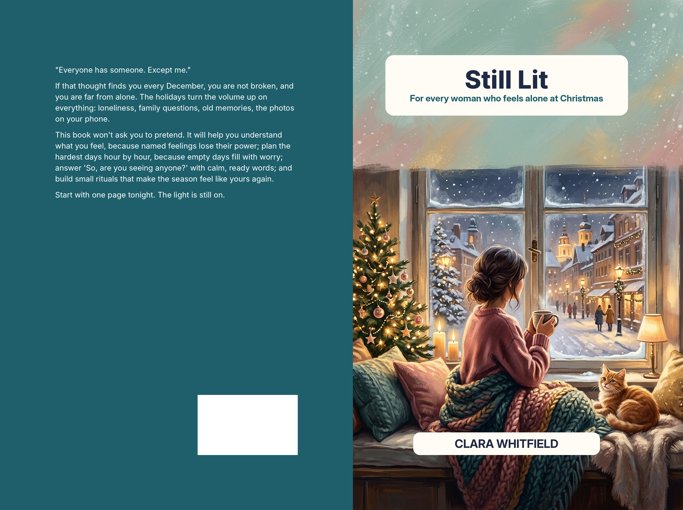 "Everyone has someone. Except me."
If that thought finds you every December, you are not broken, and
you are far from alone. The holidays turn the volume up on
everything: loneliness, family questions, old memories, the photos
on your phone.
This book won't ask you to pretend. It will help you understand
what you feel, because named feelings lose their power; plan the
hardest days hour by hour, because empty days fill with worry;
answer 'So, are you seeing anyone?' with calm, ready words; and
build small rituals that make the season feel like yours again.
Start with one page tonight. The light is still on.
Still Lit
For every woman who feels alone at Christmas
CLARA WHITFIELD